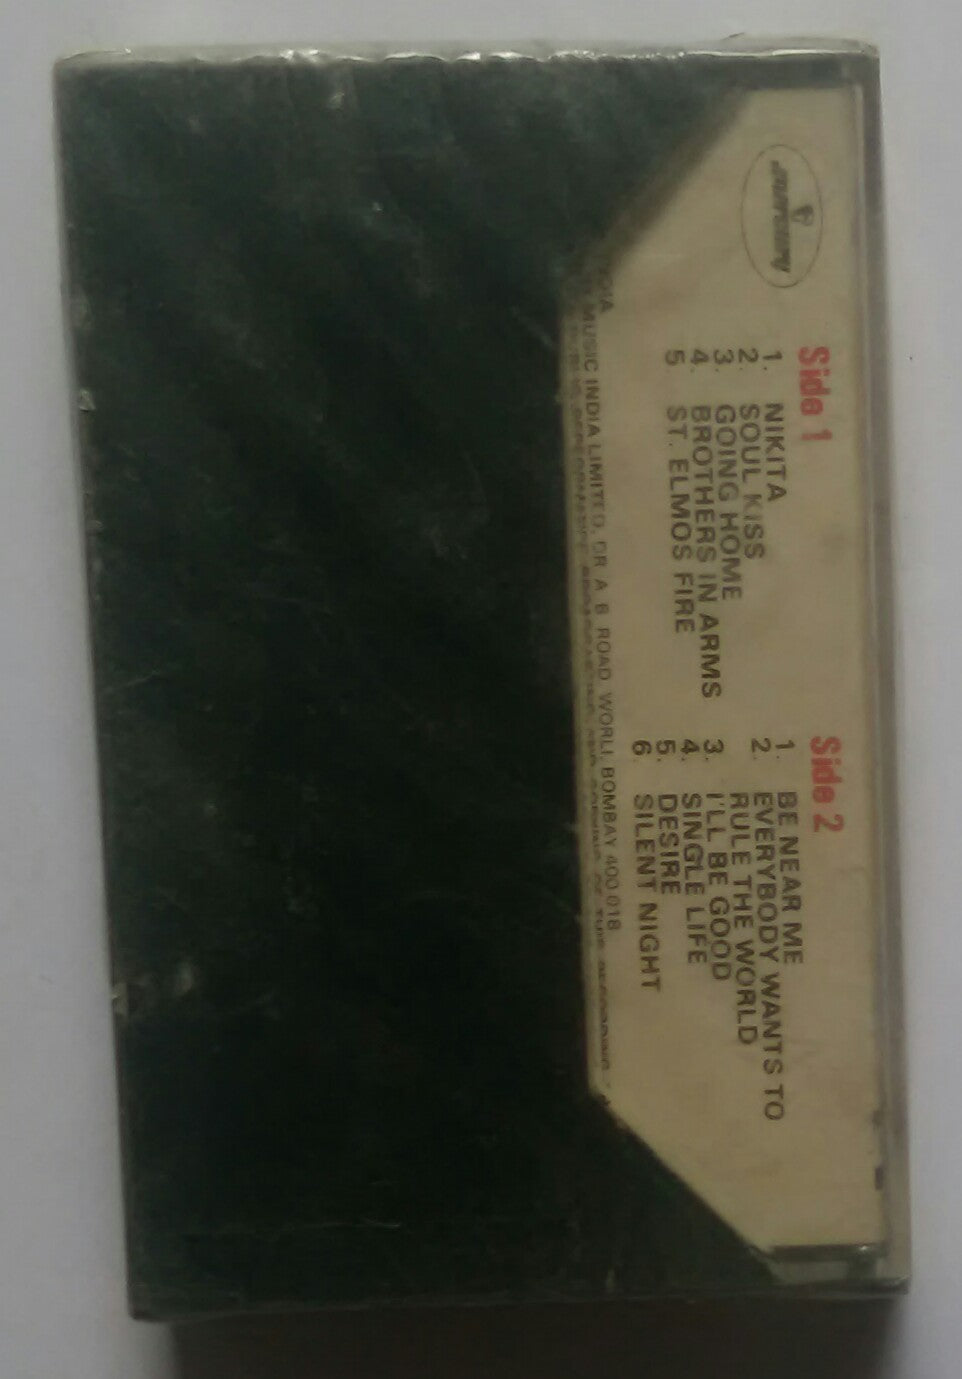 mercury
Side 1
1. NIKITA
2. SOUL KISS
3. GOING HOME
4. BROTHERS IN ARMS
5 ST. ELMOS FIRE
Side 2
1. BE NEAR ME
2. EVERYBODY WANTS TO
RULE THE WORLD
3. I'LL BE GOOD
4. SINGLE LIFE
5. DESIRE
6. SILENT NIGHT
MUSIC INDIA LIMITED, DR A B ROAD WORLI, BOMBAY 400 018